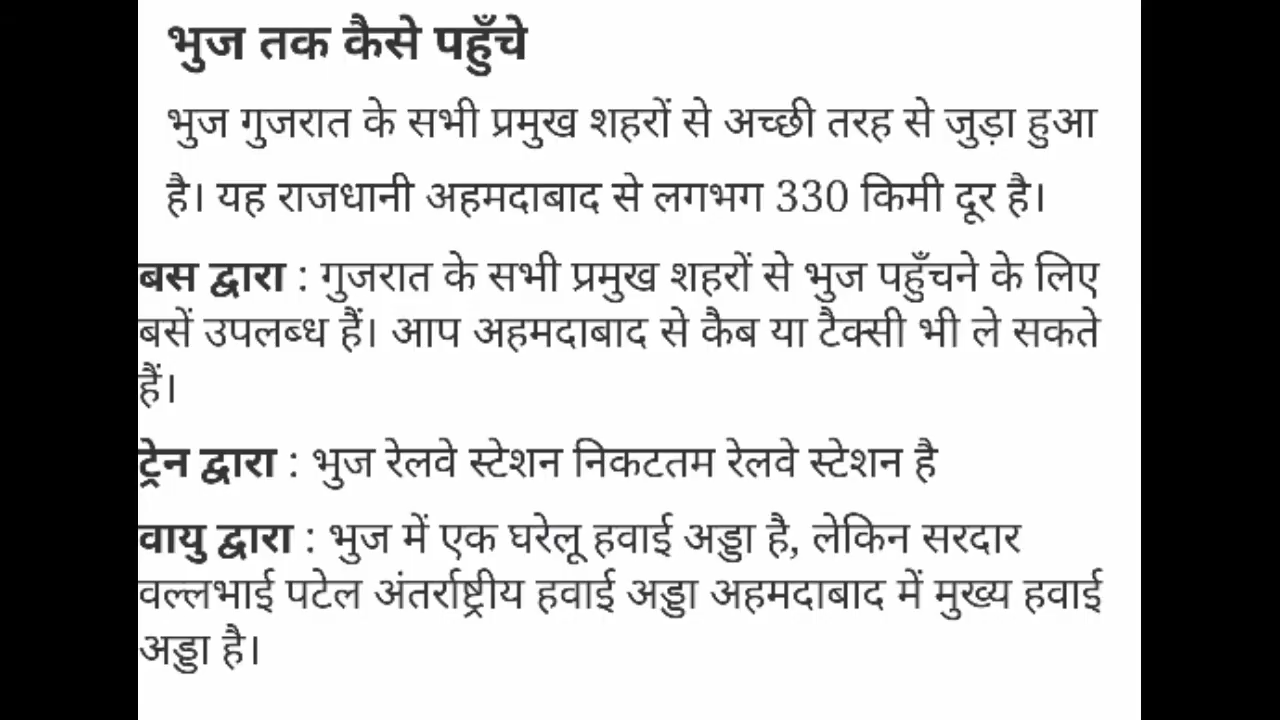 भुज तक कैसे पहुँचे
भुज गुजरात के सभी प्रमुख शहरों से अच्छी तरह से जुड़ा हुआ
है। यह राजधानी अहमदाबाद से लगभग 330 किमी दूर है।
बस द्वारा : गुजरात के सभी प्रमुख शहरों से भुज पहुँचने के लिए
बसें उपलब्ध हैं। आप अहमदाबाद से कैब या टैक्सी भी ले सकते
हैं।
ट्रेन द्वारा : भुज रेलवे स्टेशन निकटतम रेलवे स्टेशन है
वायु द्वारा : भुज में एक घरेलू हवाई अड्डा है, लेकिन सरदार
वल्लभाई पटेल अंतर्राष्ट्रीय हवाई अड्डा अहमदाबाद में मुख्य हवाई
अड्डा है।